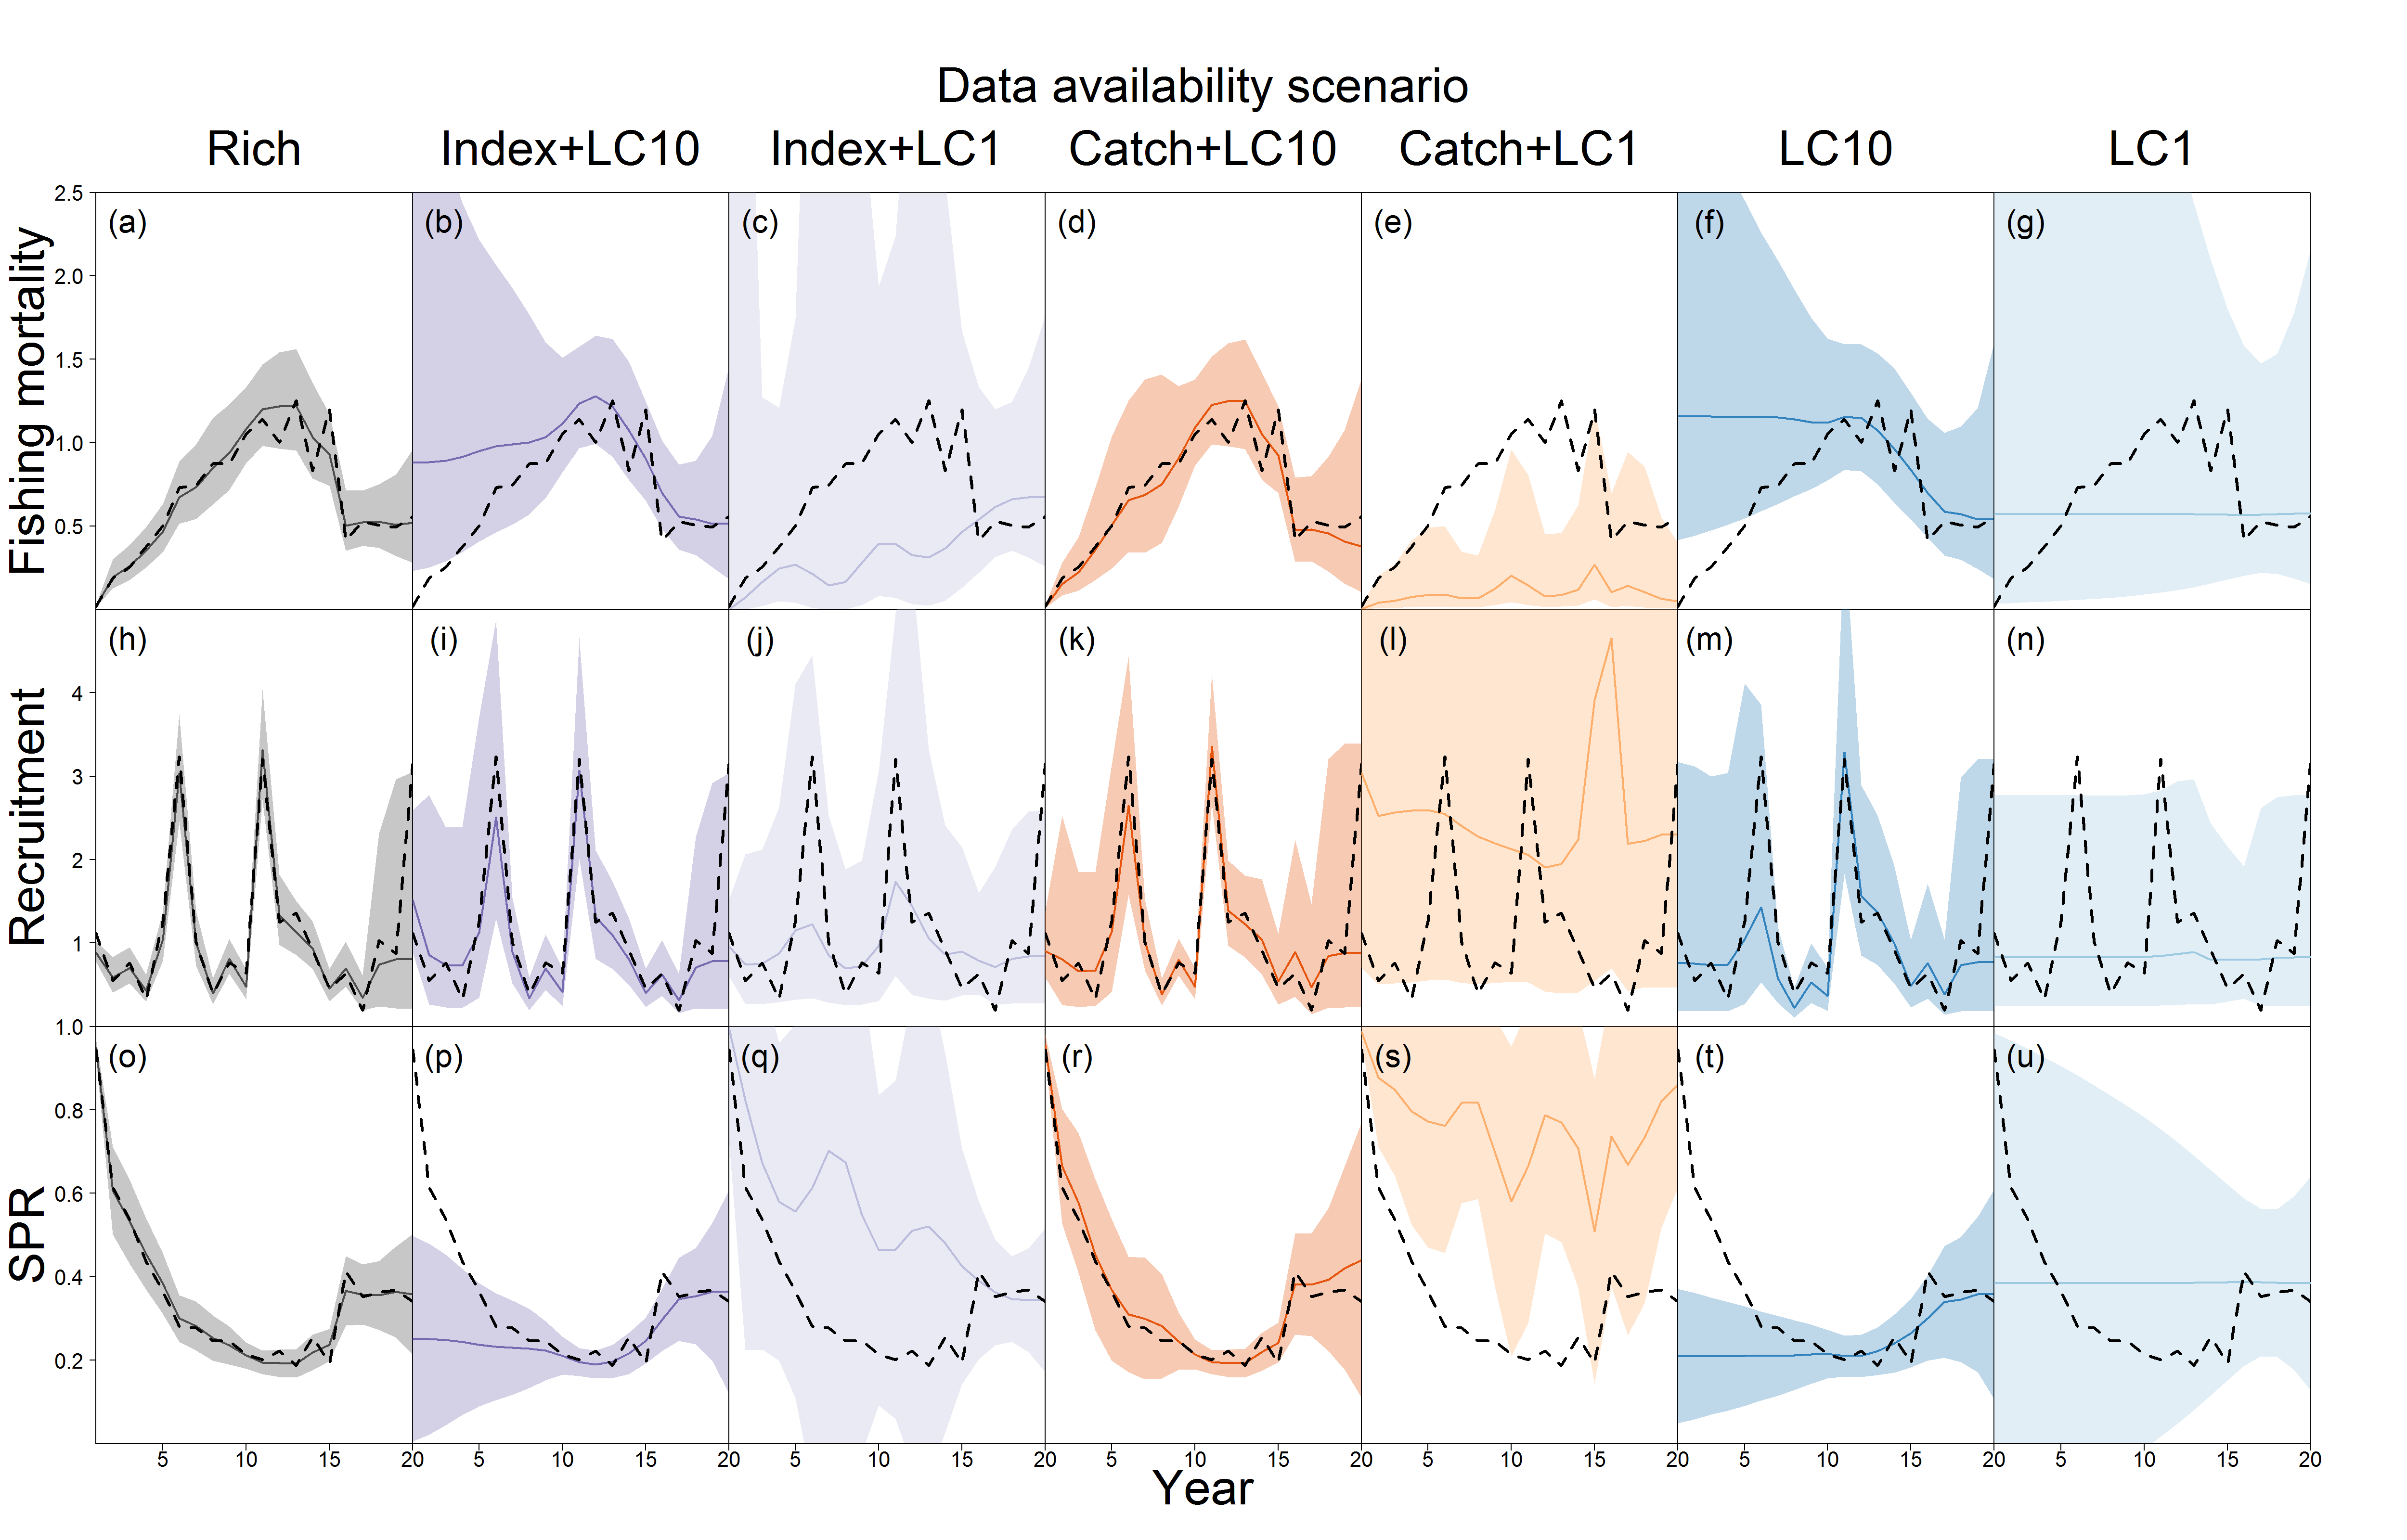 Data availability scenario
Rich Index+LC10 Index+LC1 Catch+LC10 Catch+LC1 LC10 LC1
Fishing mortality
2.5
2.0
1.5
1.0
0.5
(a) (b) (c) (d) (e) (f) (g)
Recruitment
4
3
2
1
(h) (i) (j) (k) (l) (m) (n)
SPR
1.0
0.8
0.6
0.4
0.2
(o) (p) (q) (r) (s) (t) (u)
5 10 15 20 5 10 15 20 5 10 15 20 5 10 15 20 5 10 15 20 5 10 15 20 5 10 15 20
Year